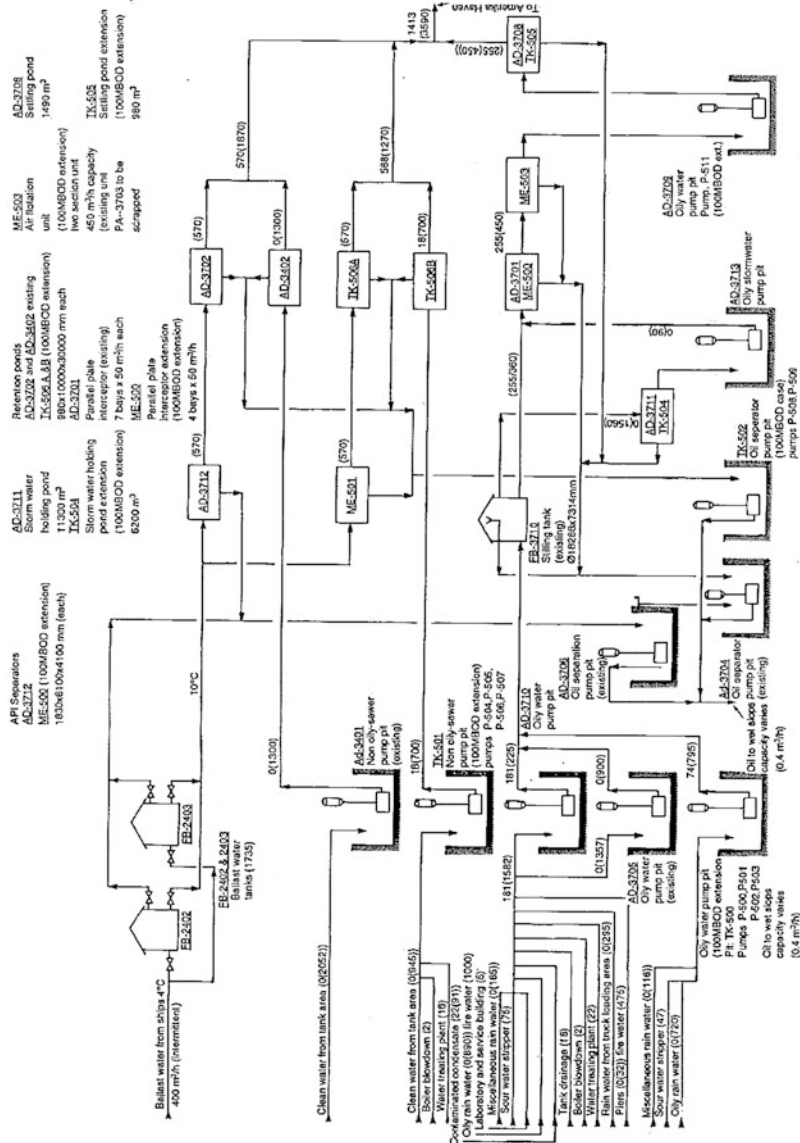 API Separators
AD-3712
ME-500 (100MBOD extension)
1830x6100x4100 mm (each)
AD-3711
Storm water
holding pond
11300 m³
TK-504
Storm water holding
pond extension
(100MBOD extension)
6200 m³
Retention ponds
AD-3702 and AD-3402 existing
TK-506 A & B (100MBOD extension)
980x10000x30000 mm each
AD-3701
Parallel plate
interceptor (existing)
7 bays x 50 m³/h each
ME-500
Parallel plate
interceptor extension
(100MBOD extension)
4 bays x 50 m³/h
ME-503
Air flotation
unit
(100MBOD extension)
two section unit
450 m³/h capacity
(existing unit
PA-3703 to be
scrapped
AD-3708
Settling pond
1490 m³
TK-505
Settling pond extension
(100MBOD extension)
980 m³
Ballast water from ships 4°C
400 m³/h (intermittent)
FB-2402
FB-2403
FB-2402 & 2403
Ballast water
tanks (1735)
10°C
AD-3712
(570)
AD-3702
(570)
570(1870)
0(1300)
AD-3402
0(1300)
ME-501
(570)
TK-506A
(570)
588(1270)
TK-506B
18(700)
1413
(3590)
To Amerika Haven
Clean water from tank area (0(2052)
Ad-3401
Non oily-sewer
pump pit
(existing)
Clean water from tank area (0(945)
Boiler blowdown (2)
Water treating plant (16)
18(700)
TK-501
Non oily-sewer
pump pit
(100MBOD extension)
pumps P-504, P-505,
P-506, P-507
Contaminated condensate (22(91)
Oily rain water (0(890)) fire water (1000)
Laboratory and service building (6)
Miscellaneous rain water (0(185)
Sour water stripper (75)
Tank drainage (15)
Boiler blowdown (2)
Water treating plant (22)
Rain water from truck loading area (0(295)
Piers (0(32)) fire water (475)
181(1582)
181(225)
AD-3710
Oily water
pump pit
0(1357)
0(900)
AD-3705
Oily water
pump pit
(existing)
Miscellaneous rain water (0(116)
Sour water stripper (47)
Oily rain water (0(720)
74(795)
Oily water pump pit
(100MBOD extension
Pit: TK-500
Pumps P-500, P501
P-502, P503
Oil to wet slops
capacity varies
(0,4 m³/h)
FB-3710
Stilling tank
(existing)
Ø18288x7314mm
(255/360)
AD-3701
ME-502
255(450)
ME-503
(255(450))
AD-3708
TK-505
AD-3706
Oil separation
pump pit
(existing)
Ad-3704
Oil separator
pump pit
(existing)
Oil to wet slops
capacity varies
(0,4 m³/h)
0(1560)
AD-3711
TK-504
0(90)
TK-502
Oil seperator
pump pit
(100MBOD case)
pumps P-508, P-509
AD-3713
Oily stormwater
pump pit
AD-3709
Oily water
pump pit
Pump, P-511
(100MBOD ext.)